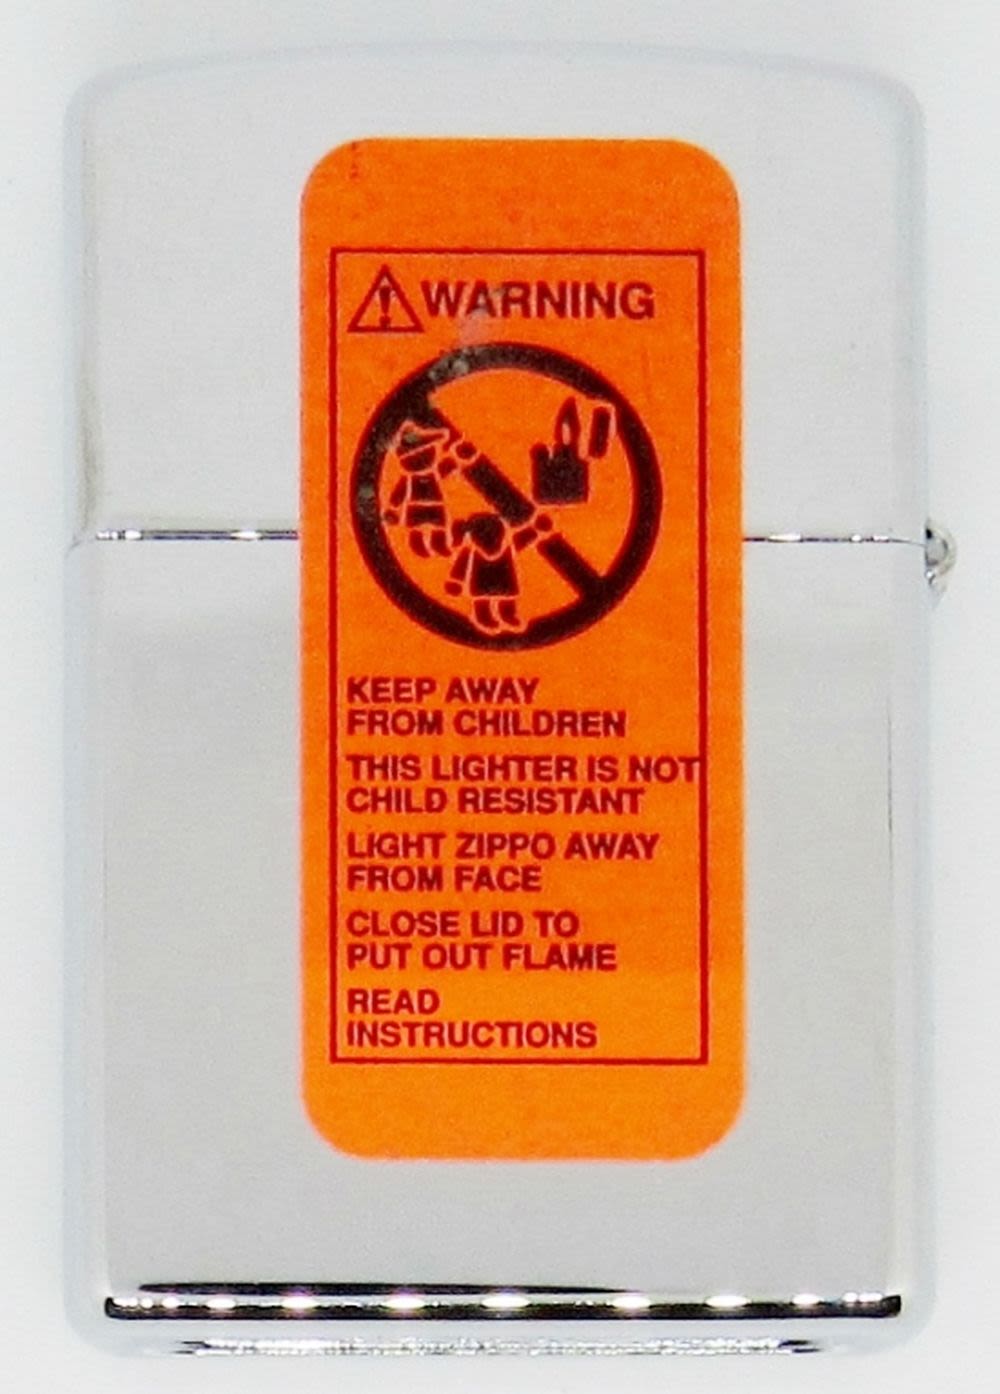 WARNING
KEEP AWAY
FROM CHILDREN
THIS LIGHTER IS NOT
CHILD RESISTANT
LIGHT ZIPPO AWAY
FROM FACE
CLOSE LID TO
PUT OUT FLAME
READ
INSTRUCTIONS